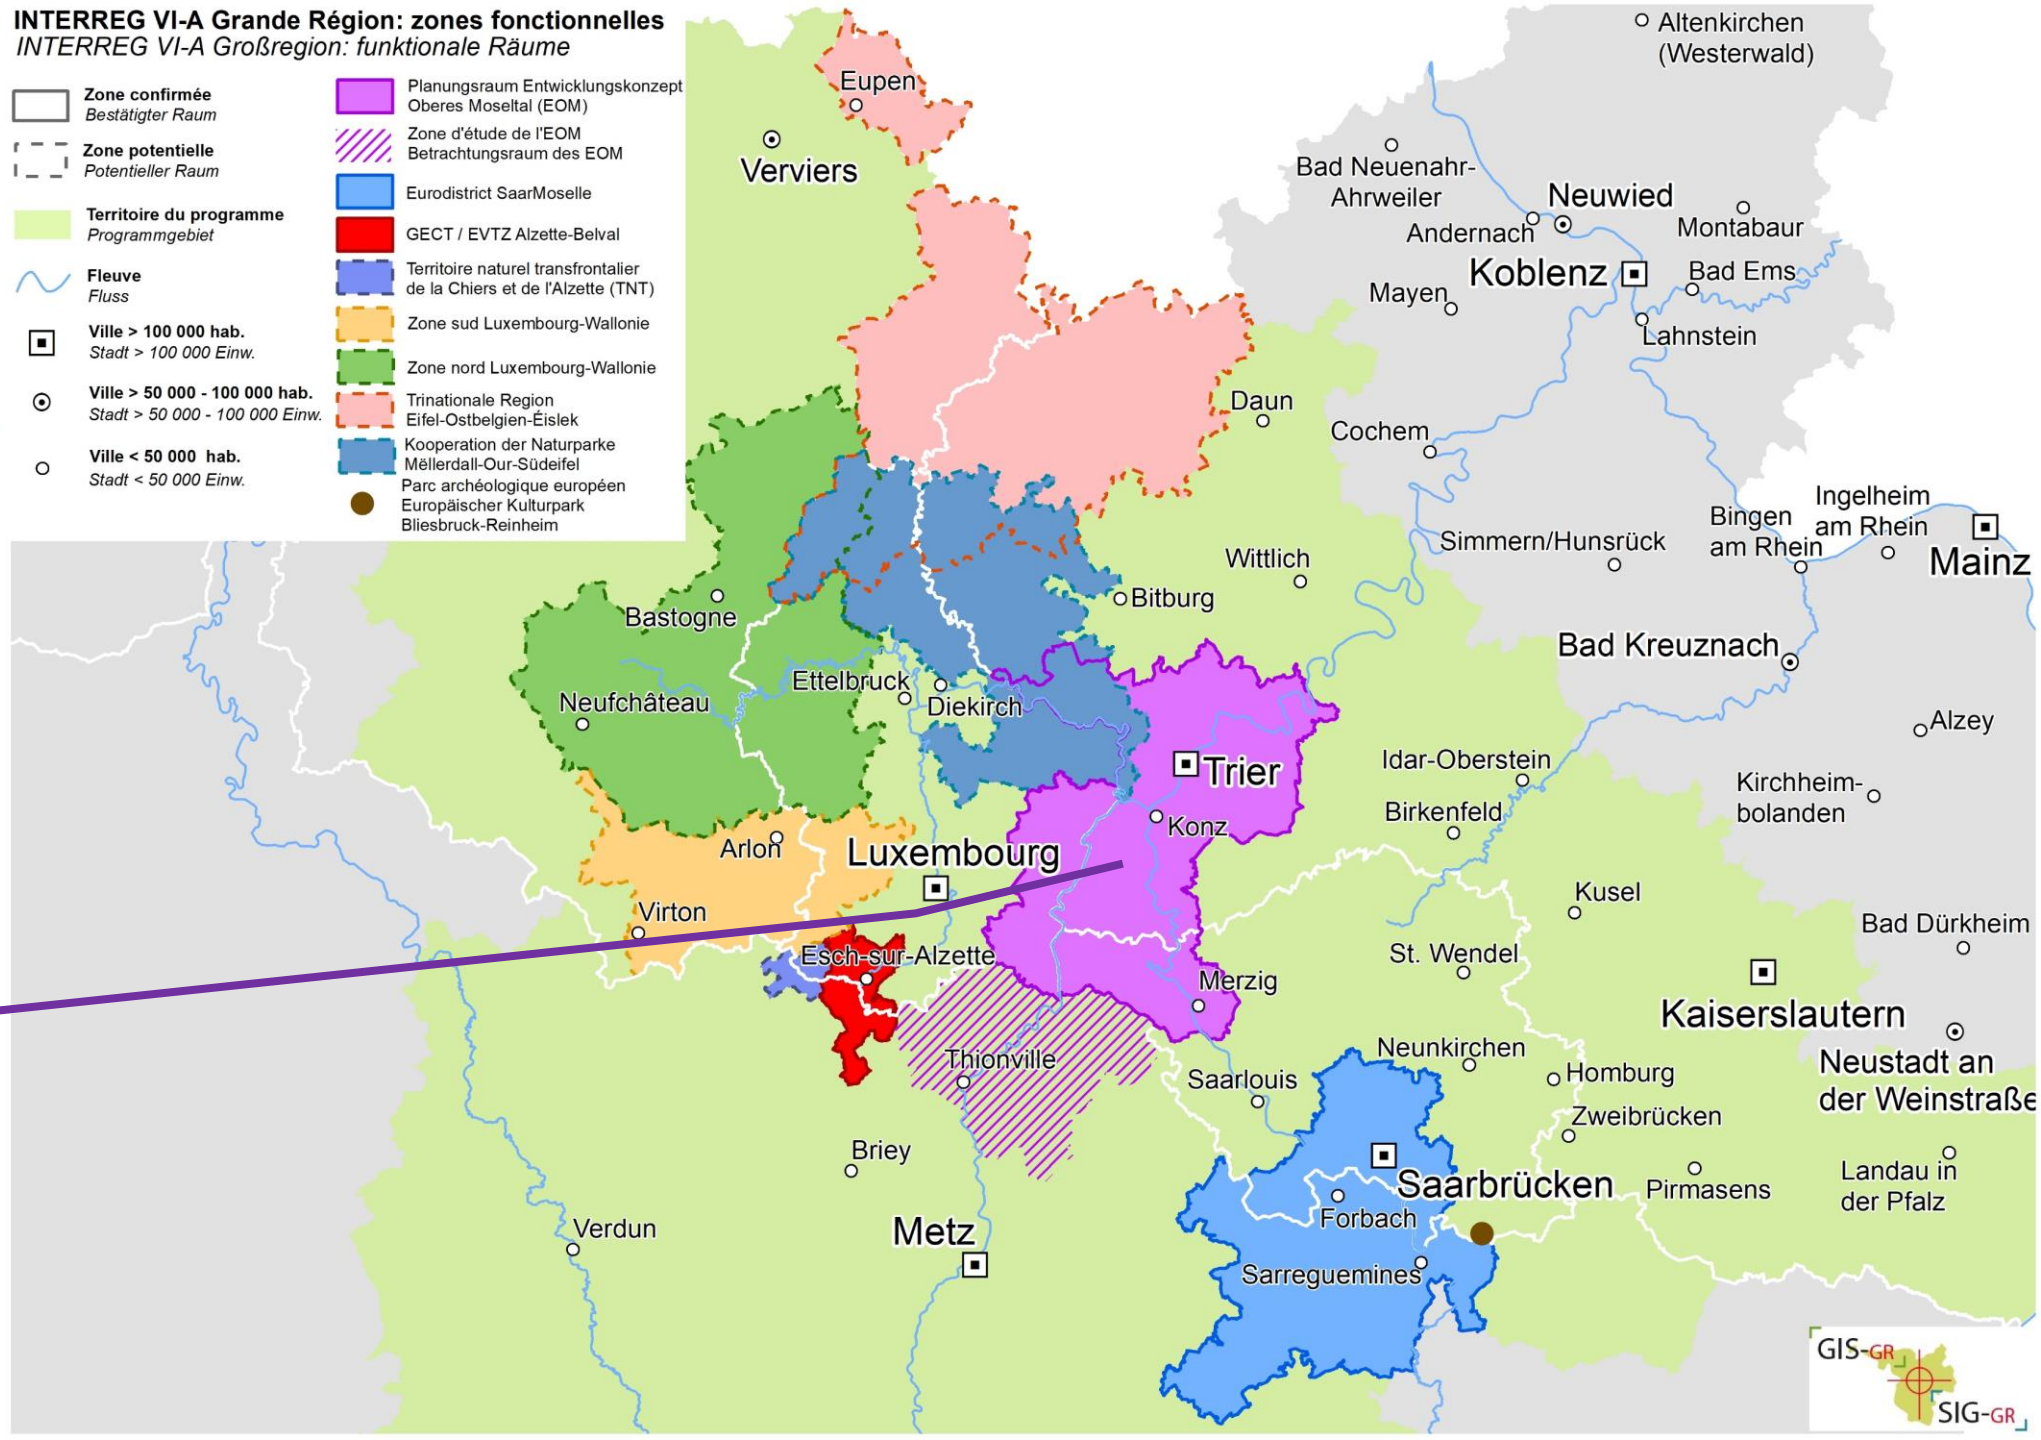 INTERREG VI-A Grande Région: zones fonctionnelles
INTERREG VI-A Großregion: funktionale Räume
Zone confirmée
Bestätigter Raum
Zone potentielle
Potentieller Raum
Territoire du programme
Programmgebiet
Fleuve
Fluss
Ville > 100 000 hab.
Stadt > 100 000 Einw.
Ville > 50 000 - 100 000 hab.
Stadt > 50 000 - 100 000 Einw.
Ville < 50 000 hab.
Stadt < 50 000 Einw.
Planungsraum Entwicklungskonzept
Oberes Moseltal (EOM)
Zone d'étude de l'EOM
Betrachtungsraum des EOM
Eurodistrict SaarMoselle
GECT / EVTZ Alzette-Belval
Territoire naturel transfrontalier
de la Chiers et de l'Alzette (TNT)
Zone sud Luxembourg-Wallonie
Zone nord Luxembourg-Wallonie
Trinationale Region
Eifel-Ostbelgien-Éislek
Kooperation der Naturparke
Mëllerdall-Our-Südeifel
Parc archéologique européen
Europäischer Kulturpark
Bliesbruck-Reinheim
Altenkirchen
(Westerwald)
Eupen
Verviers
Bad Neuenahr-
Ahrweiler
Neuwied
Andernach
Montabaur
Koblenz
Bad Ems
Mayen
Lahnstein
Daun
Cochem
Ingelheim
am Rhein
Bingen
am Rhein
Simmern/Hunsrück
Mainz
Wittlich
Bitburg
Bastogne
Bad Kreuznach
Ettelbruck
Diekirch
Neufchâteau
Alzey
Trier
Idar-Oberstein
Kirchheim-
bolanden
Birkenfeld
Konz
Arlon
Luxembourg
Kusel
Virton
Bad Dürkheim
Esch-sur-Alzette
St. Wendel
Merzig
Kaiserslautern
Thionville
Neunkirchen
Homburg
Neustadt an
der Weinstraße
Saarlouis
Zweibrücken
Briey
Saarbrücken
Pirmasens
Landau in
der Pfalz
Forbach
Verdun
Metz
Sarreguemines
GIS-GR
SIG-GR